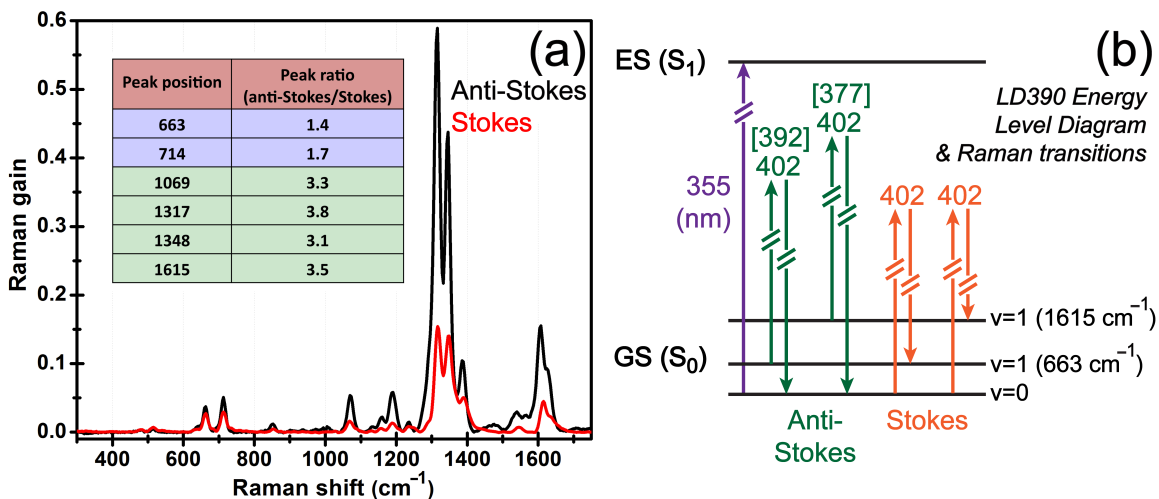 (a)
Peak position
Peak ratio
(anti-Stokes/Stokes)
663 1.4
714 1.7
1069 3.3
1317 3.8
1348 3.1
1615 3.5
Anti-Stokes
Stokes
Raman gain
0.6
0.5
0.4
0.3
0.2
0.1
0.0
400 600 800 1000 1200 1400 1600
Raman shift (cm⁻¹)
(b)
ES (S₁)
LD390 Energy
Level Diagram
& Raman transitions
[377]
402
[392]
402
355
(nm)
402 402
v=1 (1615 cm⁻¹)
GS (S₀)
v=1 (663 cm⁻¹)
v=0
Anti-
Stokes
Stokes